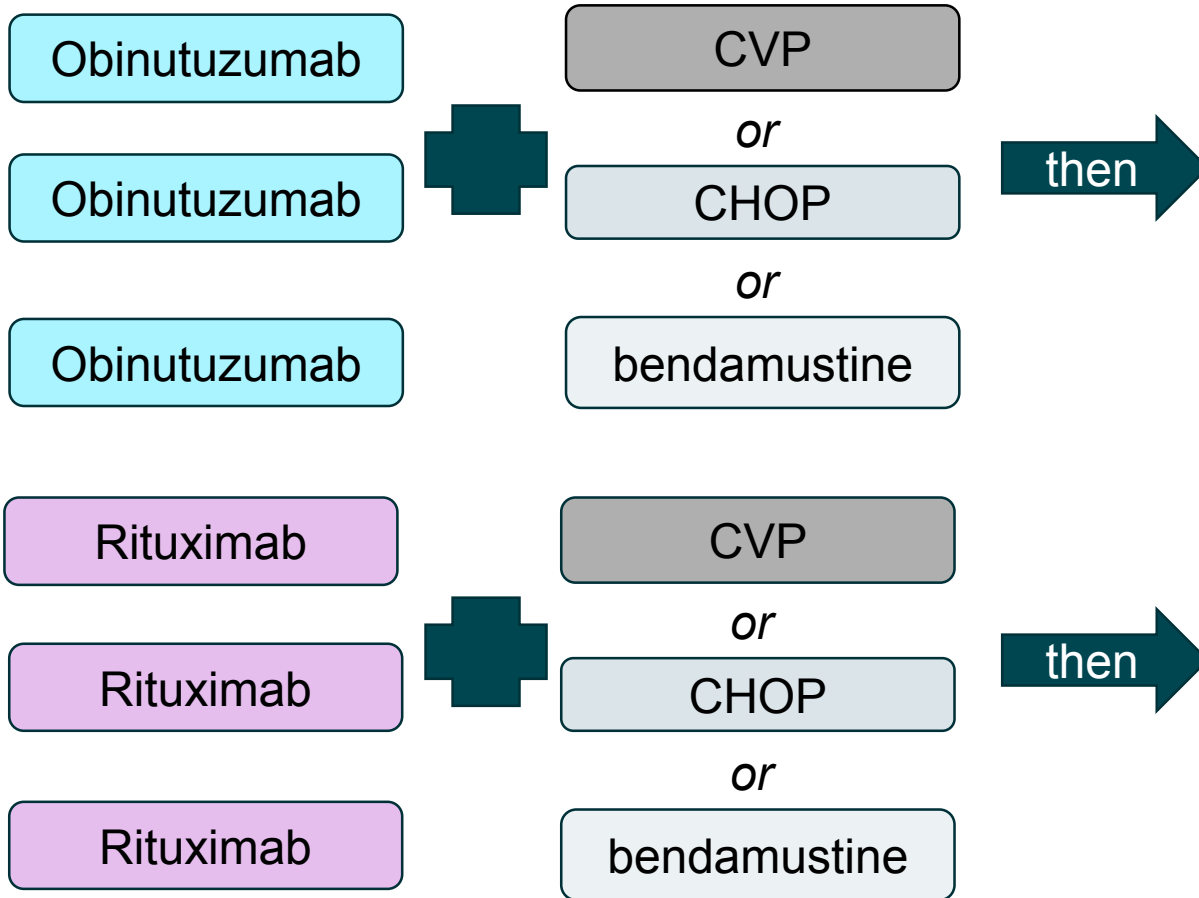 Obinutuzumab
CVP
or
Obinutuzumab
CHOP
then
or
Obinutuzumab
bendamustine
Rituximab
CVP
or
Rituximab
CHOP
then
or
Rituximab
bendamustine